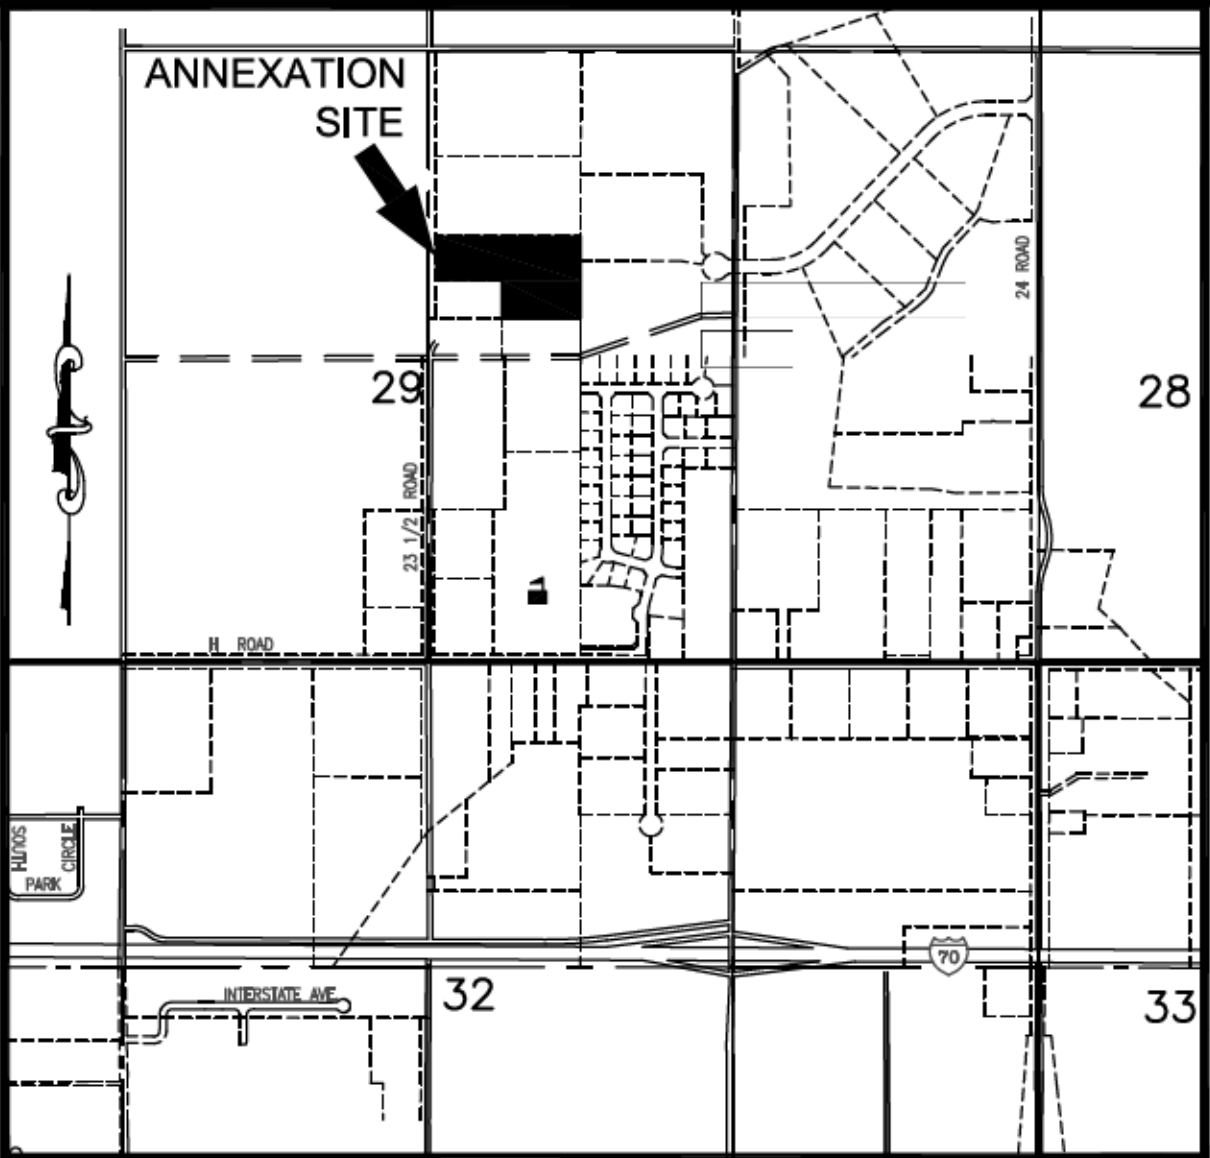 ANNEXATION
SITE
24 ROAD
29
28
23 1/2 ROAD
H ROAD
SOUTH
CIRCLE
PARK
70
INTERSTATE AVE
32
33